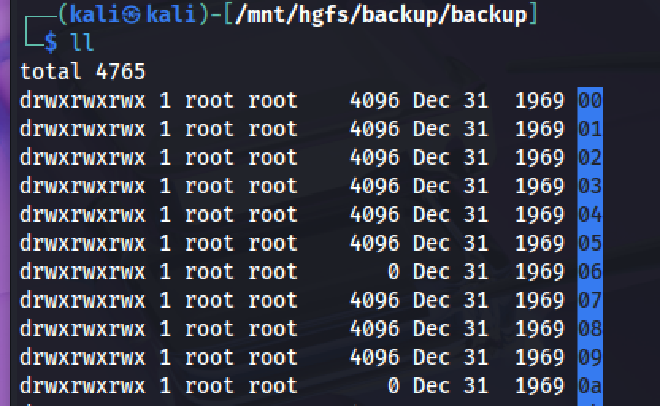 (kali㉿kali)-[/mnt/hgfs/backup/backup]
$ ll
total 4765
drwxrwxrwx 1 root root    4096 Dec 31  1969 00
drwxrwxrwx 1 root root    4096 Dec 31  1969 01
drwxrwxrwx 1 root root    4096 Dec 31  1969 02
drwxrwxrwx 1 root root    4096 Dec 31  1969 03
drwxrwxrwx 1 root root    4096 Dec 31  1969 04
drwxrwxrwx 1 root root    4096 Dec 31  1969 05
drwxrwxrwx 1 root root       0 Dec 31  1969 06
drwxrwxrwx 1 root root    4096 Dec 31  1969 07
drwxrwxrwx 1 root root    4096 Dec 31  1969 08
drwxrwxrwx 1 root root    4096 Dec 31  1969 09
drwxrwxrwx 1 root root       0 Dec 31  1969 0a